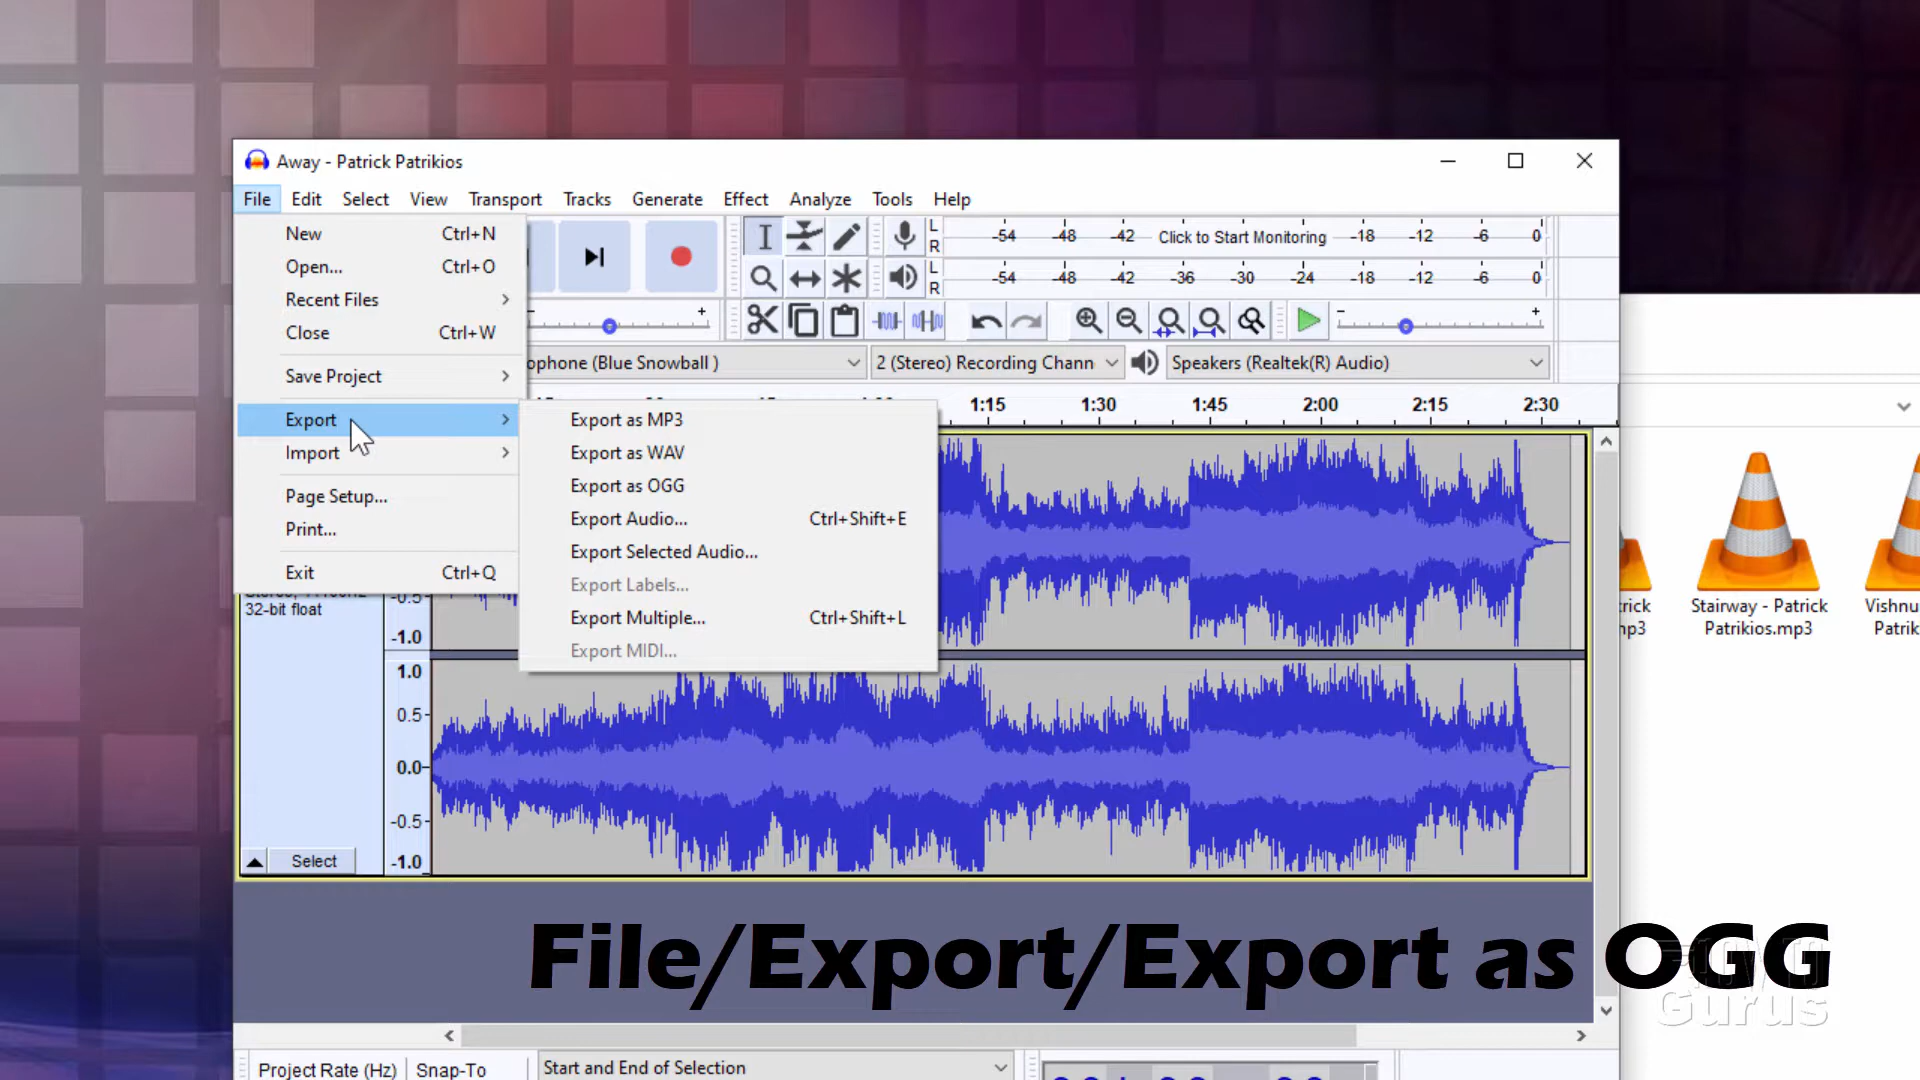 Away - Patrick Patrikios
File Edit Select View Transport Tracks Generate Effect Analyze Tools Help
New Ctrl+N
Open... Ctrl+O
Recent Files
Close Ctrl+W
Save Project
Export
Import
Page Setup...
Print...
Exit Ctrl+Q
L
R
-54 -48 -42 Click to Start Monitoring -18 -12 -6 0
L
R
-54 -48 -42 -36 -30 -24 -18 -12 -6 0
- +
- +
ophone (Blue Snowball )
2 (Stereo) Recording Chann
Speakers (Realtek(R) Audio)
1:15 1:30 1:45 2:00 2:15 2:30
Export as MP3
Export as WAV
Export as OGG
Export Audio... Ctrl+Shift+E
Export Selected Audio...
Export Labels...
Export Multiple... Ctrl+Shift+L
Export MIDI...
32-bit float
-0.5
-1.0
1.0
0.5
0.0
-0.5
-1.0
Select
rick
np3
Stairway - Patrick
Patrikios.mp3
Vishnu
Patrik
File/Export/Export as OGG
HOWTO
Gurus
Project Rate (Hz) Snap-To
Start and End of Selection